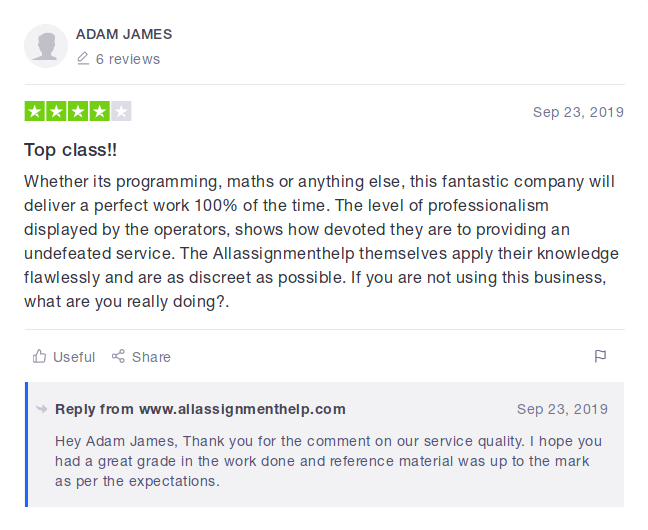 ADAM JAMES
6 reviews
Sep 23, 2019
Top class!!
Whether its programming, maths or anything else, this fantastic company will
deliver a perfect work 100% of the time. The level of professionalism
displayed by the operators, shows how devoted they are to providing an
undefeated service. The Allassignmenthelp themselves apply their knowledge
flawlessly and are as discreet as possible. If you are not using this business,
what are you really doing?.
Useful Share
Reply from www.allassignmenthelp.com Sep 23, 2019
Hey Adam James, Thank you for the comment on our service quality. I hope you
had a great grade in the work done and reference material was up to the mark
as per the expectations.